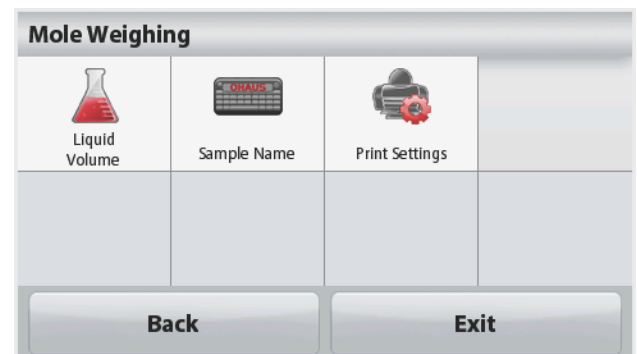 Mole Weighing
OHAUS
Liquid
Volume
Sample Name
Print Settings
Back
Exit